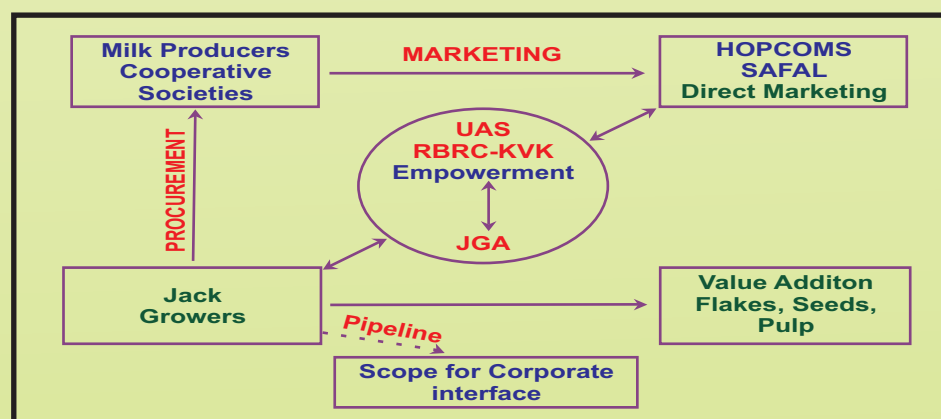 Milk Producers
Cooperative
Societies
MARKETING
HOPCOMS
SAFAL
Direct Marketing
UAS
RBRC-KVK
Empowerment
JGA
PROCUREMENT
Jack
Growers
Value Additon
Flakes, Seeds,
Pulp
Pipeline
Scope for Corporate
interface